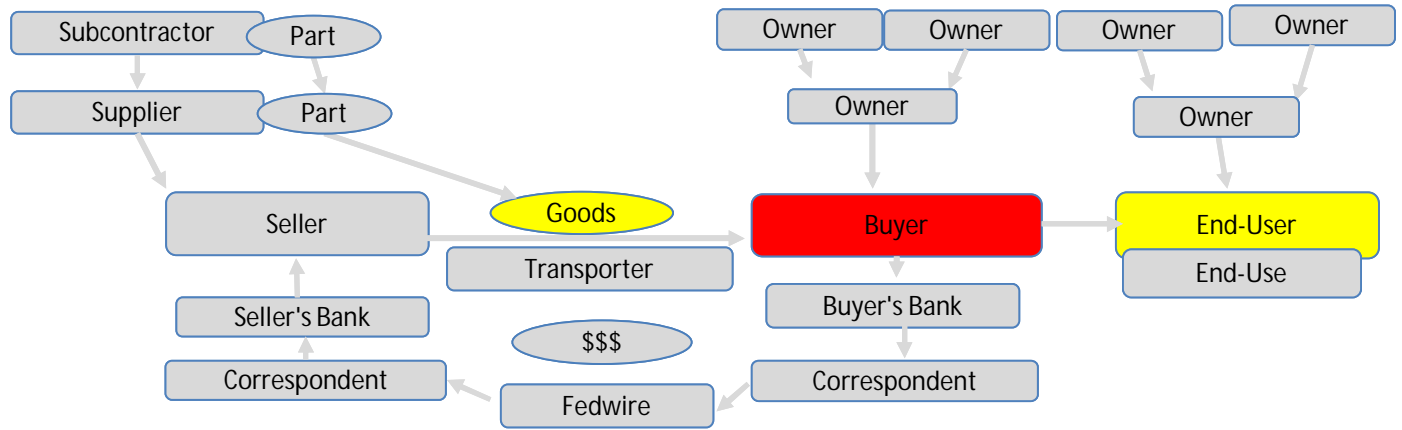 Subcontractor
Part
Owner
Owner
Owner
Owner
Supplier
Part
Owner
Owner
Seller
Goods
Buyer
End-User
Transporter
End-Use
Seller's Bank
$$$
Buyer's Bank
Correspondent
Fedwire
Correspondent